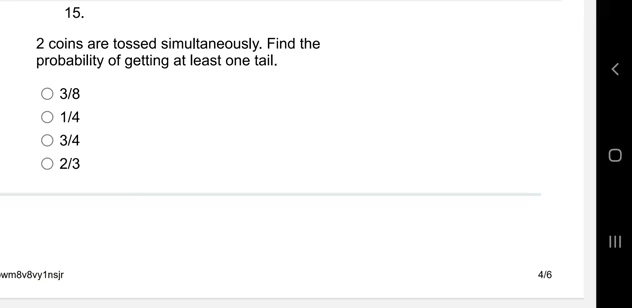 15.
2 coins are tossed simultaneously. Find the
probability of getting at least one tail.
3/8
1/4
3/4
2/3
wm8v8vy1nsjr
4/6